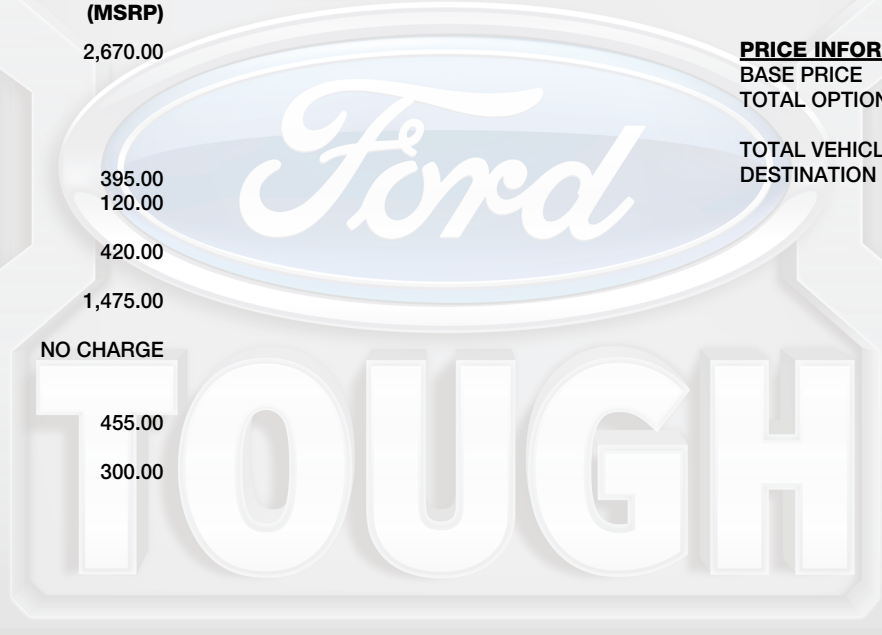 (MSRP)
2,670.00
395.00
120.00
420.00
1,475.00
NO CHARGE
455.00
300.00
PRICE INFOR
BASE PRICE
TOTAL OPTION
TOTAL VEHICL
DESTINATION
Ford
TOUGH